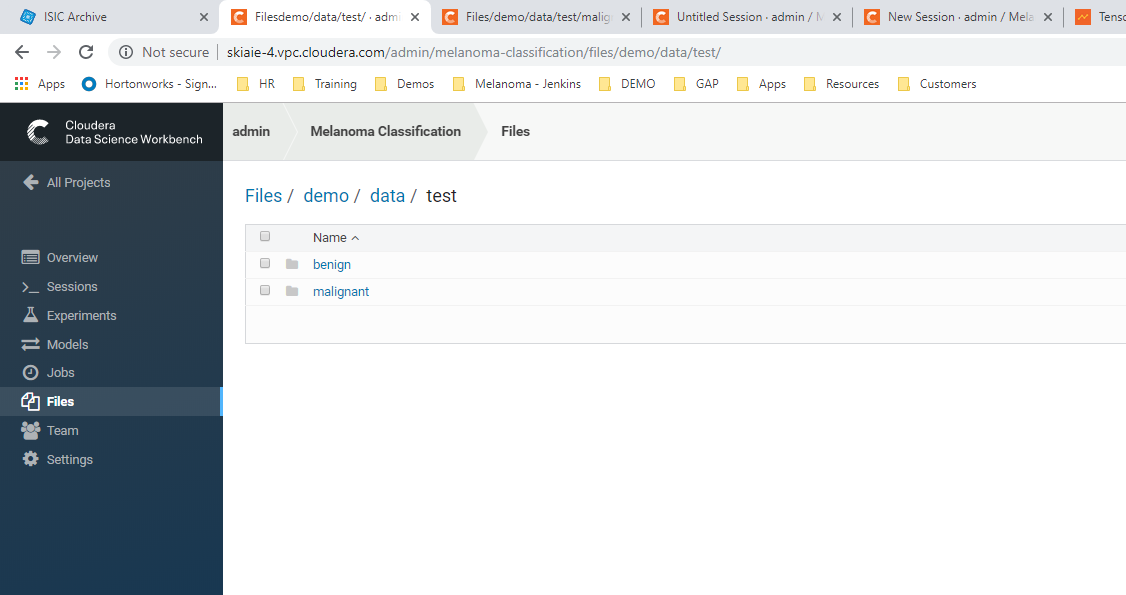 ISIC Archive
Filesdemo/data/test/ · adm
Files/demo/data/test/malig
Untitled Session · admin / M
New Session · admin / Mela
Tens
Not secure
skiaie-4.vpc.cloudera.com/admin/melanoma-classification/files/demo/data/test/
Apps
Hortonworks - Sign...
HR
Training
Demos
Melanoma - Jenkins
DEMO
GAP
Apps
Resources
Customers
Cloudera
Data Science Workbench
admin
Melanoma Classification
Files
All Projects
Overview
Sessions
Experiments
Models
Jobs
Files
Team
Settings
Files / demo / data / test
Name
benign
malignant